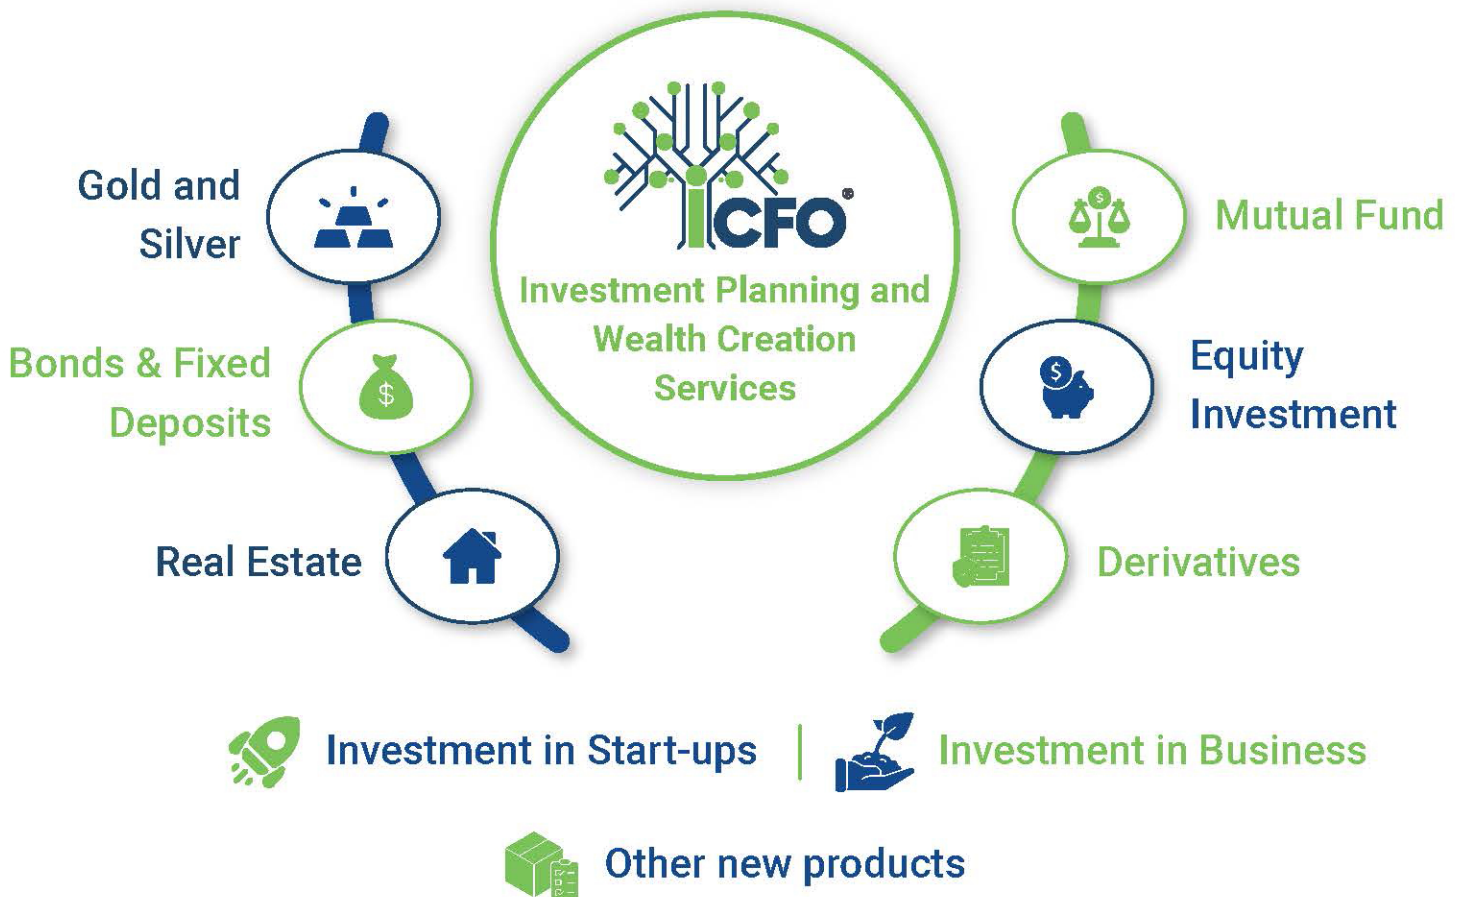 iCFO®
Investment Planning and
Wealth Creation
Services
Gold and
Silver
Bonds & Fixed
Deposits
Real Estate
Mutual Fund
Equity
Investment
Derivatives
Investment in Start-ups
Investment in Business
Other new products